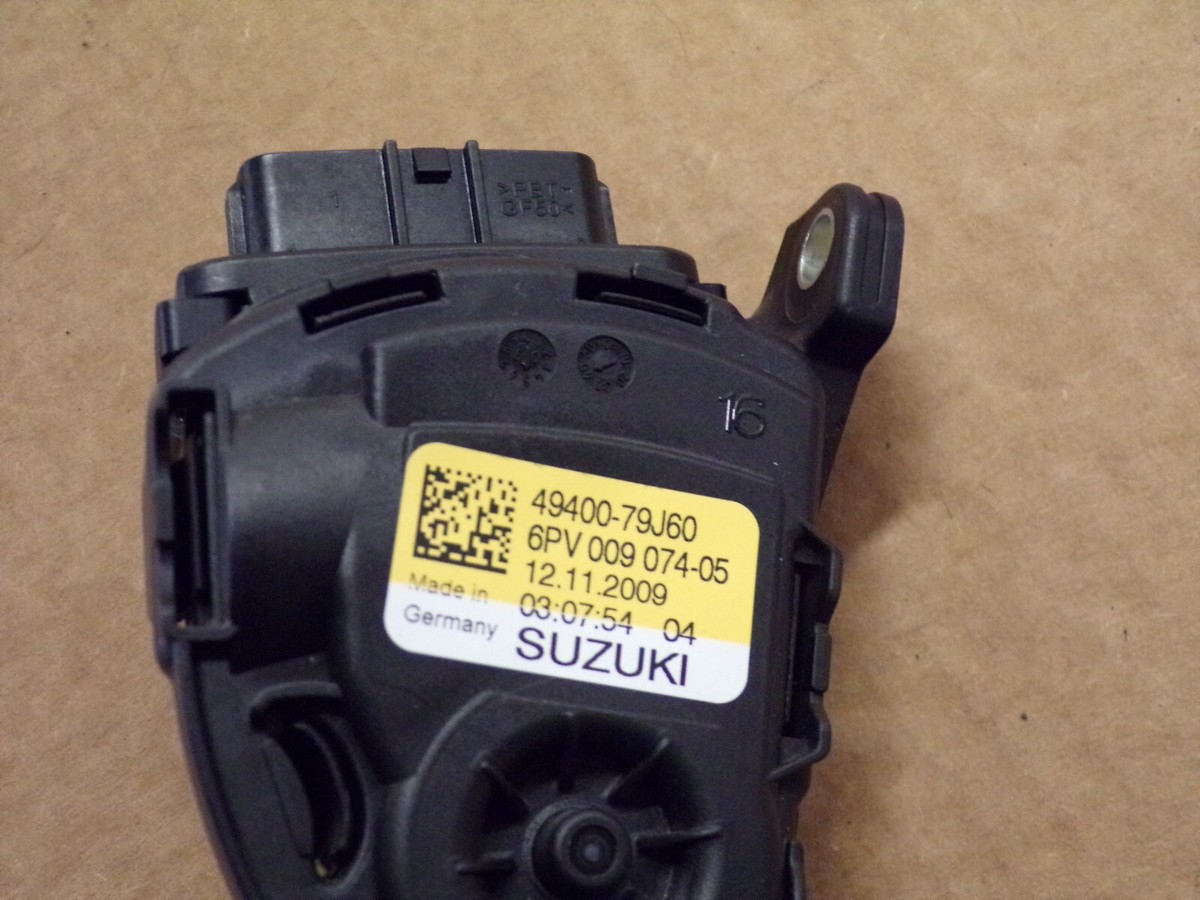 1
>PBT-
GF50<
16
49400-79J60
6PV 009 074-05
12.11.2009
03:07:54 04
Made in
Germany
SUZUKI